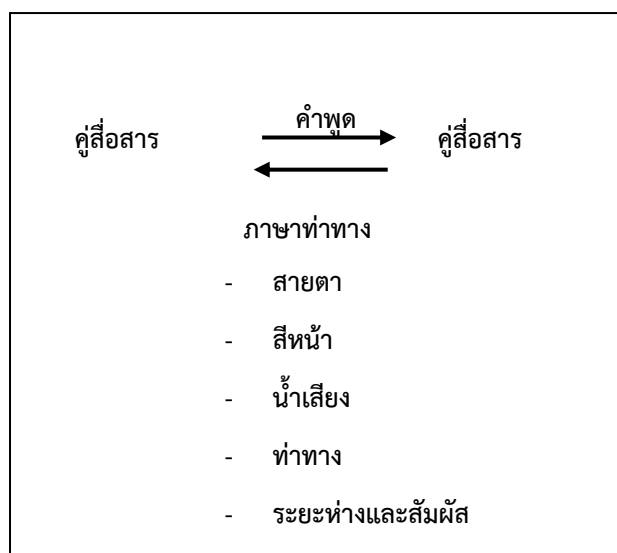 คำพูด
คู่สื่อสาร คู่สื่อสาร
ภาษาท่าทาง
- สายตา
- สีหน้า
- น้ำเสียง
- ท่าทาง
- ระยะห่างและสัมผัส